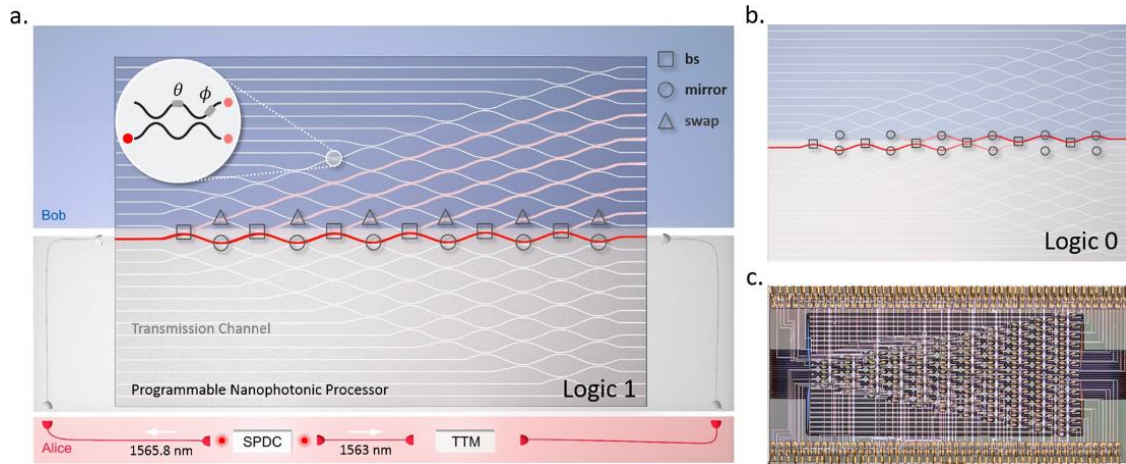 a.
θ
ϕ
bs
mirror
swap
Bob
Transmission Channel
Programmable Nanophotonic Processor
Logic 1
Alice
1565.8 nm
SPDC
1563 nm
TTM
b.
Logic 0
c.